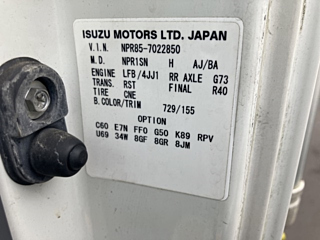 ISUZU MOTORS LTD. JAPAN
V.I.N. NPR85-7022850
M.D. NPR1SN H AJ/BA
ENGINE LFB/4JJ1 RR AXLE G73
TRANS. RST FINAL R40
TIRE CNE
B.COLOR/TRIM 729/155
OPTION
C60 E7N FF0 G50 K89 RPV
U69 34W 8GF 8GR 8JM